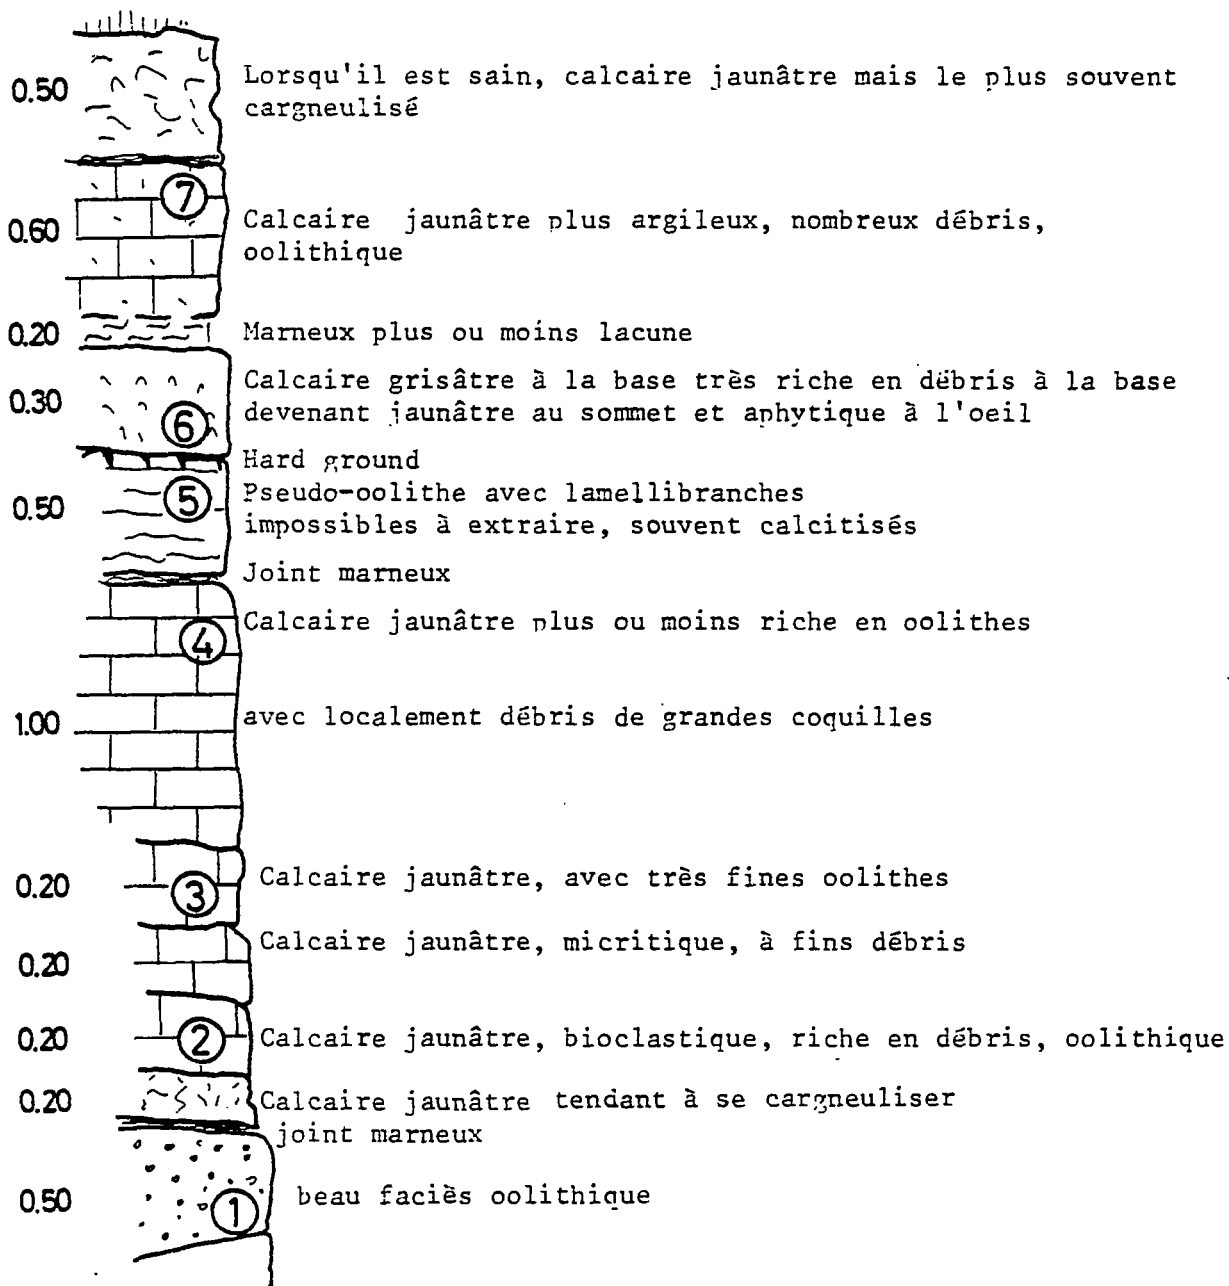 0.50 Lorsqu'il est sain, calcaire jaunâtre mais le plus souvent
cargneulisé
7
0.60 Calcaire jaunâtre plus argileux, nombreux débris,
oolithique
0.20 Marneux plus ou moins lacune
0.30 Calcaire grisâtre à la base très riche en débris à la base
devenant jaunâtre au sommet et aphytique à l'oeil
6
Hard ground
5
0.50 Pseudo-oolithe avec lamellibranches
impossibles à extraire, souvent calcitisés
Joint marneux
4 Calcaire jaunâtre plus ou moins riche en oolithes
1.00 avec localement débris de grandes coquilles
0.20 3 Calcaire jaunâtre, avec très fines oolithes
0.20 Calcaire jaunâtre, micritique, à fins débris
0.20 2 Calcaire jaunâtre, bioclastique, riche en débris, oolithique
0.20 Calcaire jaunâtre tendant à se cargneuliser
joint marneux
0.50 1 beau faciès oolithique